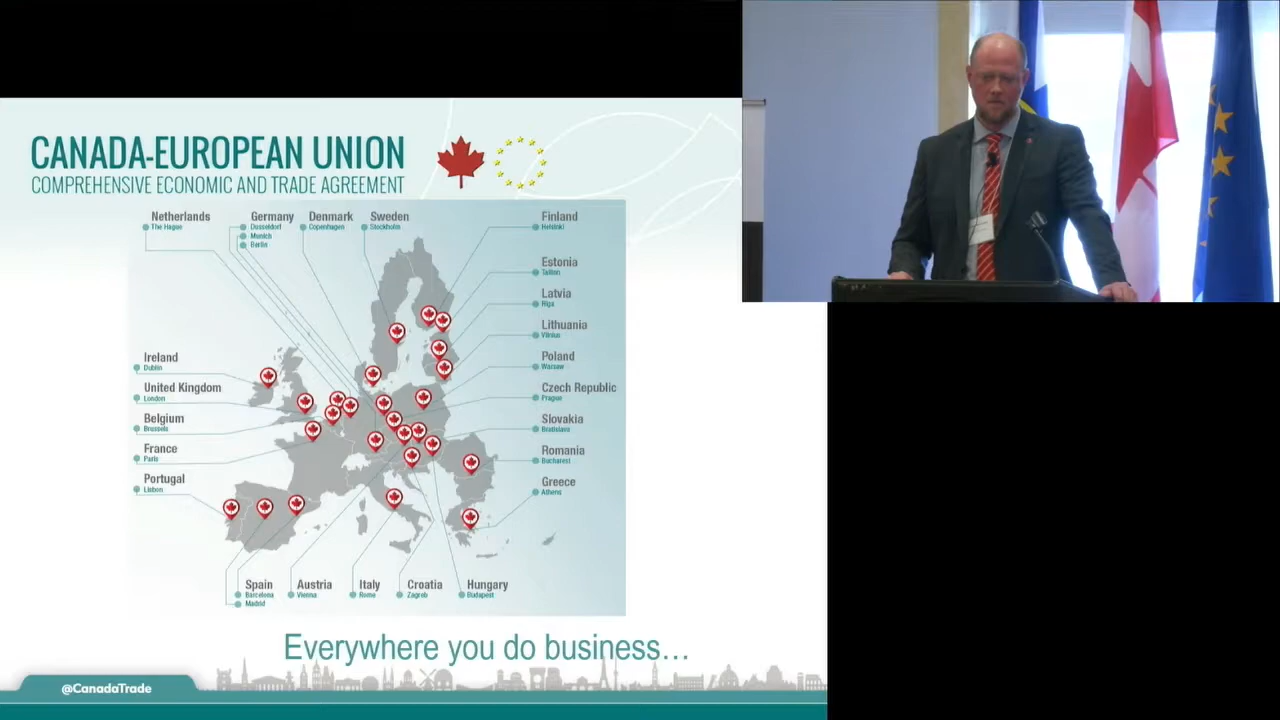 CANADA-EUROPEAN UNION
COMPREHENSIVE ECONOMIC AND TRADE AGREEMENT
Netherlands
The Hague
Germany
Dusseldorf
Munich
Berlin
Denmark
Copenhagen
Sweden
Stockholm
Finland
Helsinki
Estonia
Tallinn
Latvia
Riga
Lithuania
Vilnius
Poland
Warsaw
Czech Republic
Prague
Slovakia
Bratislava
Romania
Bucharest
Greece
Athens
Ireland
Dublin
United Kingdom
London
Belgium
Brussels
France
Paris
Portugal
Lisbon
Spain
Barcelona
Madrid
Austria
Vienna
Italy
Rome
Croatia
Zagreb
Hungary
Budapest
Everywhere you do business…
@CanadaTrade